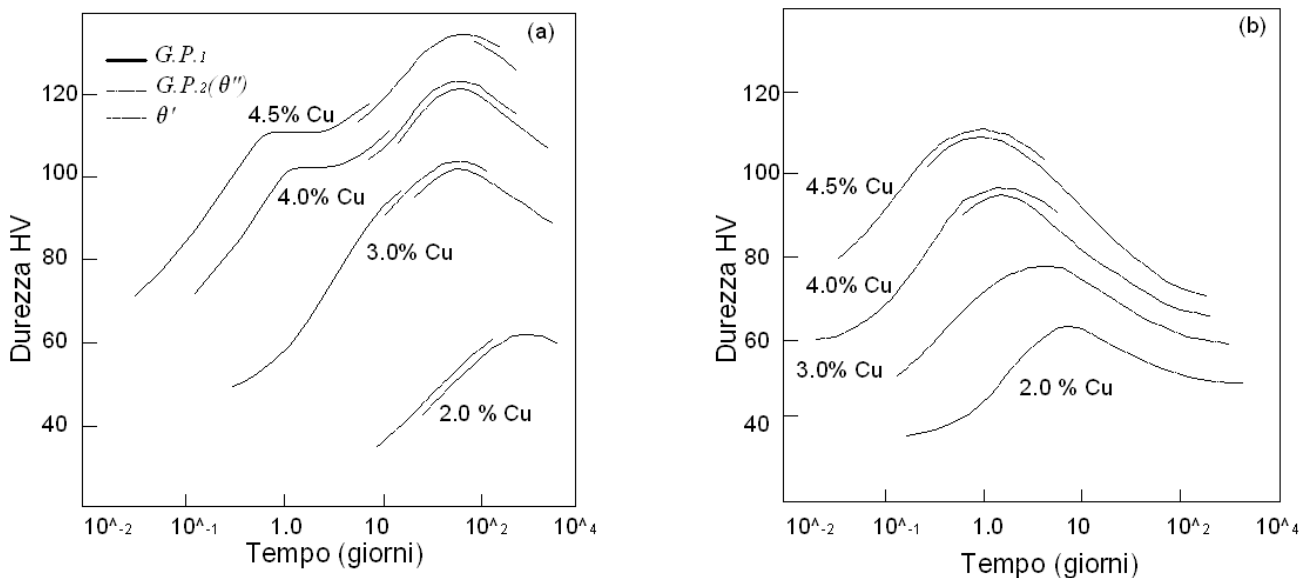 (a)
G.P.1
G.P.2(θ")
θ'
120
100
80
60
40
Durezza HV
4.5% Cu
4.0% Cu
3.0% Cu
2.0 % Cu
10^-2
10^-1
1.0
10
10^2
10^4
Tempo (giorni)
(b)
120
100
80
60
40
Durezza HV
4.5% Cu
4.0% Cu
3.0% Cu
2.0% Cu
10^-2
10^-1
1.0
10
10^2
10^4
Tempo (giorni)